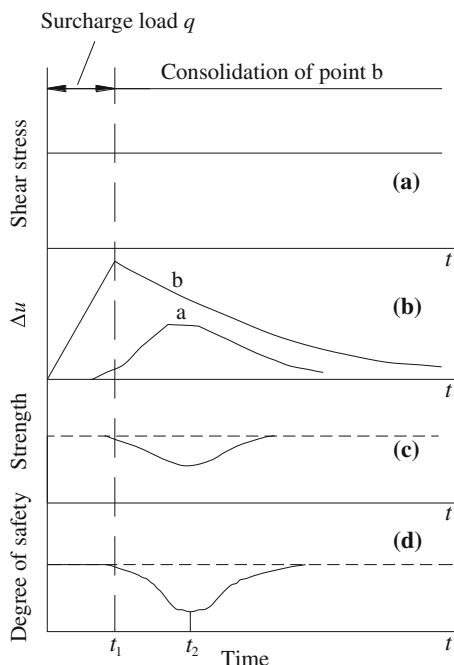 Surcharge load q
Consolidation of point b
Shear stress
(a)
t
Δu
b
a
(b)
t
Strength
(c)
t
Degree of safety
(d)
t
t1
t2
Time